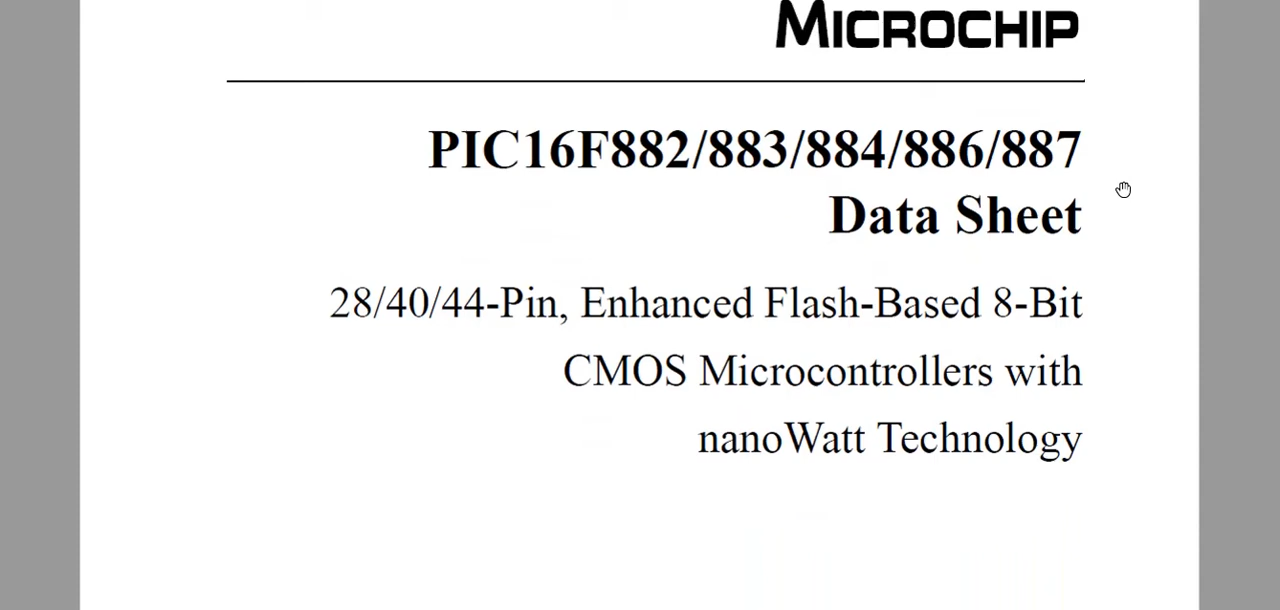 MICROCHIP
PIC16F882/883/884/886/887
Data Sheet
28/40/44-Pin, Enhanced Flash-Based 8-Bit
CMOS Microcontrollers with
nanoWatt Technology